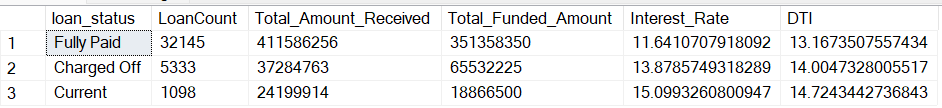 loan_status LoanCount Total_Amount_Received Total_Funded_Amount Interest_Rate DTI
1 Fully Paid 32145 411586256 351358350 11.6410707918092 13.1673507557434
2 Charged Off 5333 37284763 65532225 13.8785749318289 14.0047328005517
3 Current 1098 24199914 18866500 15.0993260800947 14.7243442736843